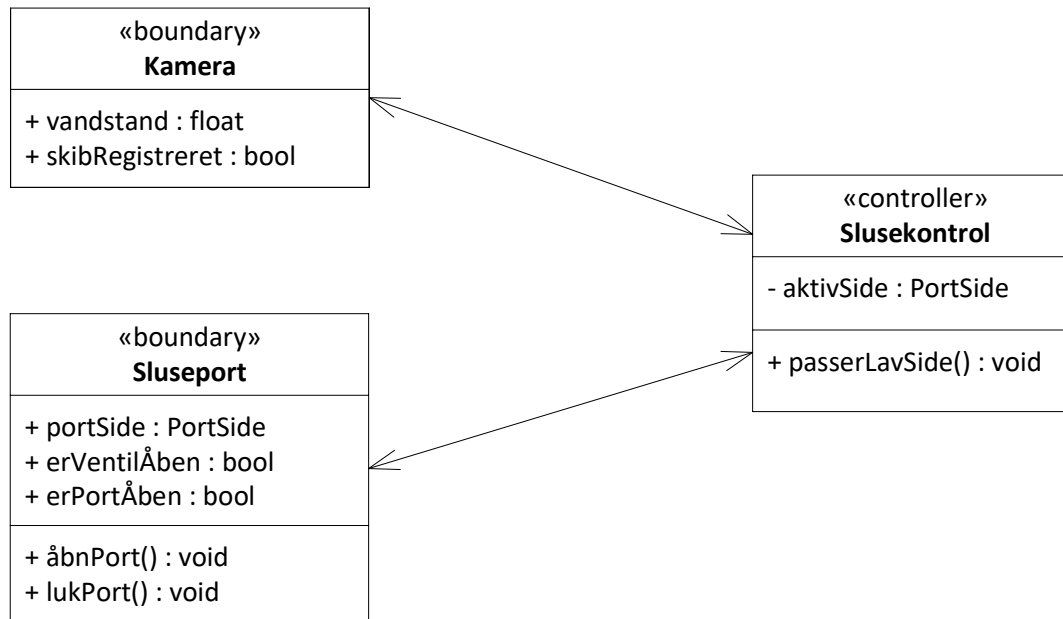 «boundary»
Kamera
+ vandstand : float
+ skibRegistreret : bool
«controller»
Slusekontrol
- aktivSide : PortSide
+ passerLavSide() : void
«boundary»
Sluseport
+ portSide : PortSide
+ erVentilÅben : bool
+ erPortÅben : bool
+ åbnPort() : void
+ lukPort() : void